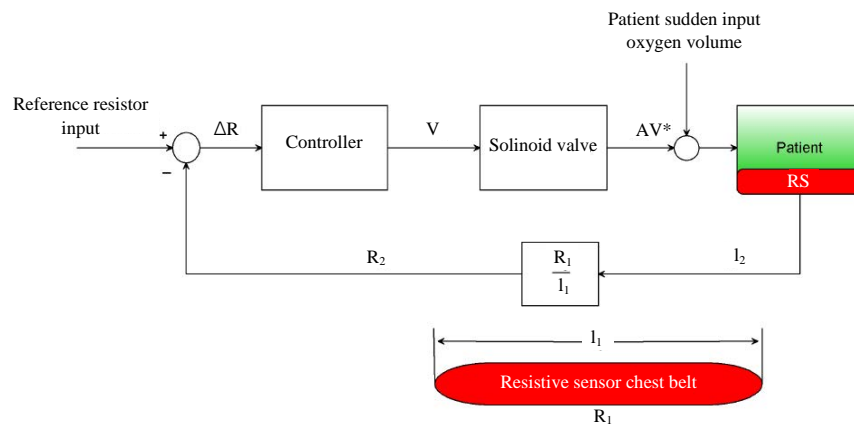 Patient sudden input
oxygen volume
Reference resistor
input
+
−
ΔR
Controller
V
Solinoid valve
AV*
Patient
RS
R₂
R₁
l₁
l₂
l₁
Resistive sensor chest belt
R₁